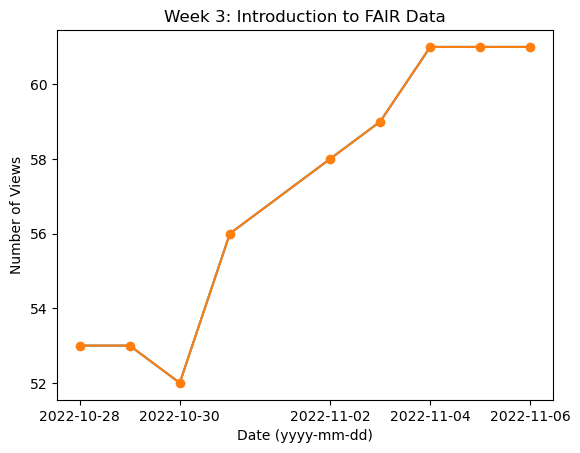 Week 3: Introduction to FAIR Data
Number of Views
60
58
56
54
52
2022-10-28 2022-10-30 2022-11-02 2022-11-04 2022-11-06
Date (yyyy-mm-dd)